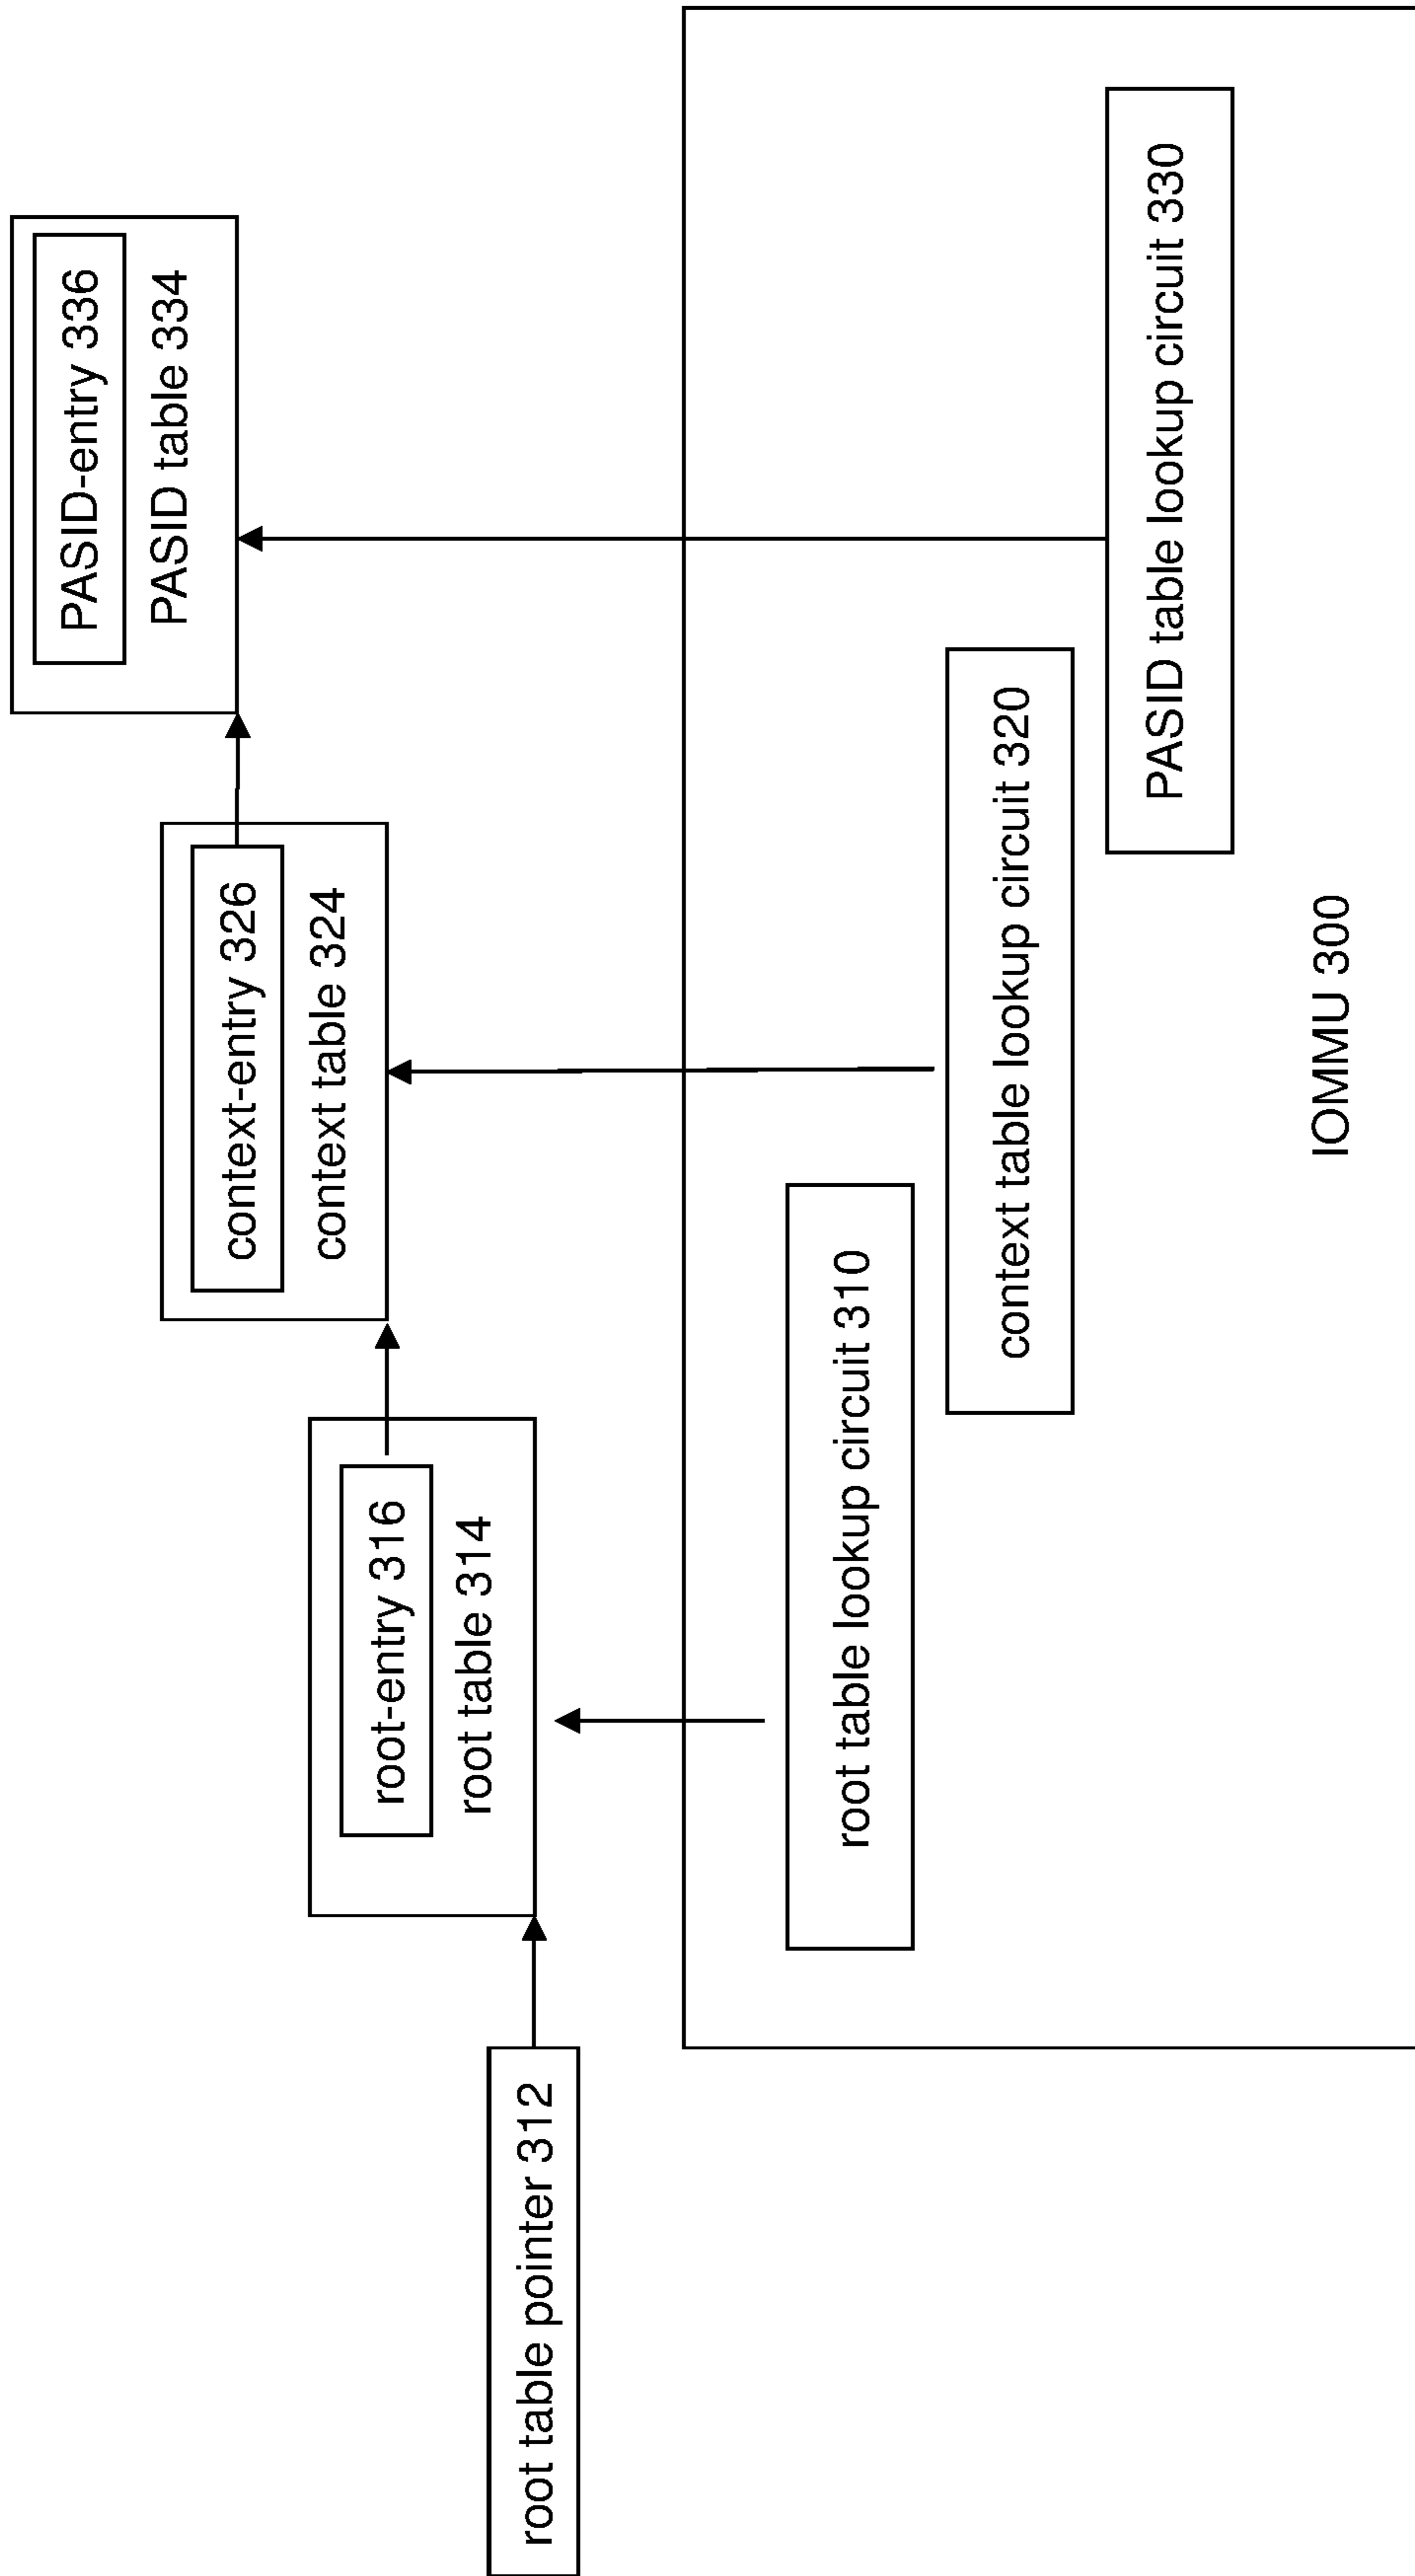 PASID-entry 336
PASID table 334
context-entry 326
context table 324
root-entry 316
root table 314
root table pointer 312
root table lookup circuit 310
context table lookup circuit 320
PASID table lookup circuit 330
IOMMU 300